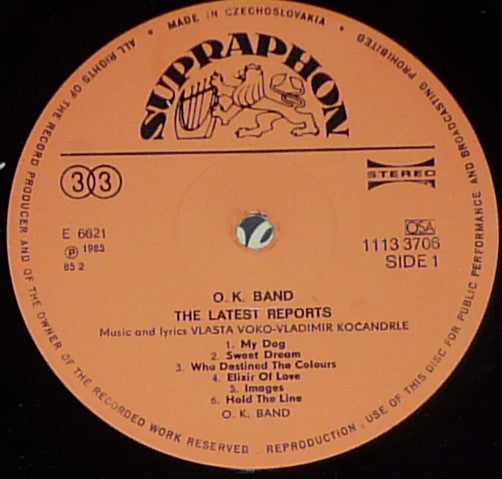 • MADE IN CZECHOSLOVAKIA •
ALL RIGHTS OF THE RECORD PRODUCER AND OF THE OWNER OF THE RECORDED WORK RESERVED . REPRODUCTION , USE OF THIS DISC FOR PUBLIC PERFORMANCE AND BROADCASTING PROHIBITED
SUPRAPHON
33
STEREO
E 6621
℗ 1985
85 2
OSA
1113 3706
SIDE 1
O. K. BAND
THE LATEST REPORTS
Music and lyrics VLASTA VOKO-VLADIMIR KOCANDRLE
1. My Dog
2. Sweet Dream
3. Who Destined The Colours
4. Elixir Of Love
5. Images
6. Hold The Line
O. K. BAND